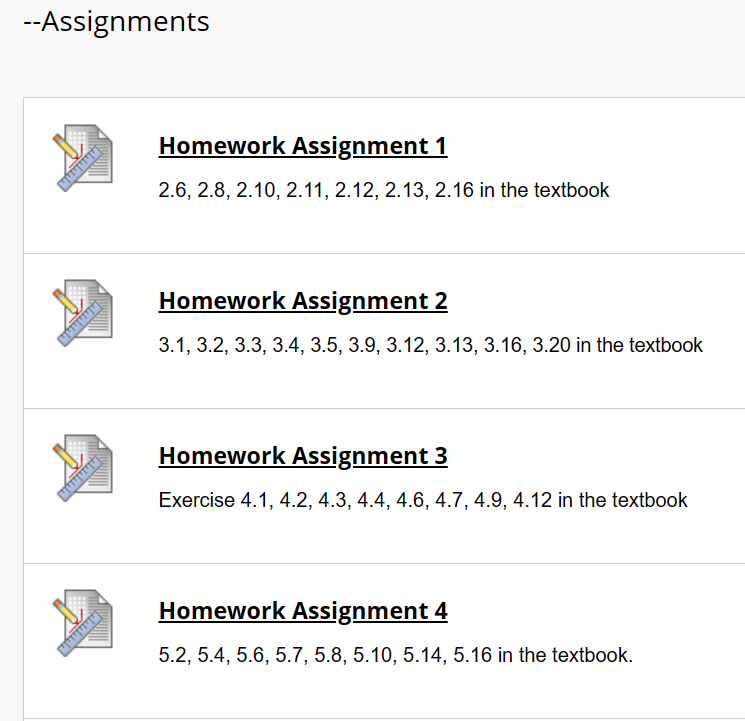 --Assignments
Homework Assignment 1
2.6, 2.8, 2.10, 2.11, 2.12, 2.13, 2.16 in the textbook
Homework Assignment 2
3.1, 3.2, 3.3, 3.4, 3.5, 3.9, 3.12, 3.13, 3.16, 3.20 in the textbook
Homework Assignment 3
Exercise 4.1, 4.2, 4.3, 4.4, 4.6, 4.7, 4.9, 4.12 in the textbook
Homework Assignment 4
5.2, 5.4, 5.6, 5.7, 5.8, 5.10, 5.14, 5.16 in the textbook.